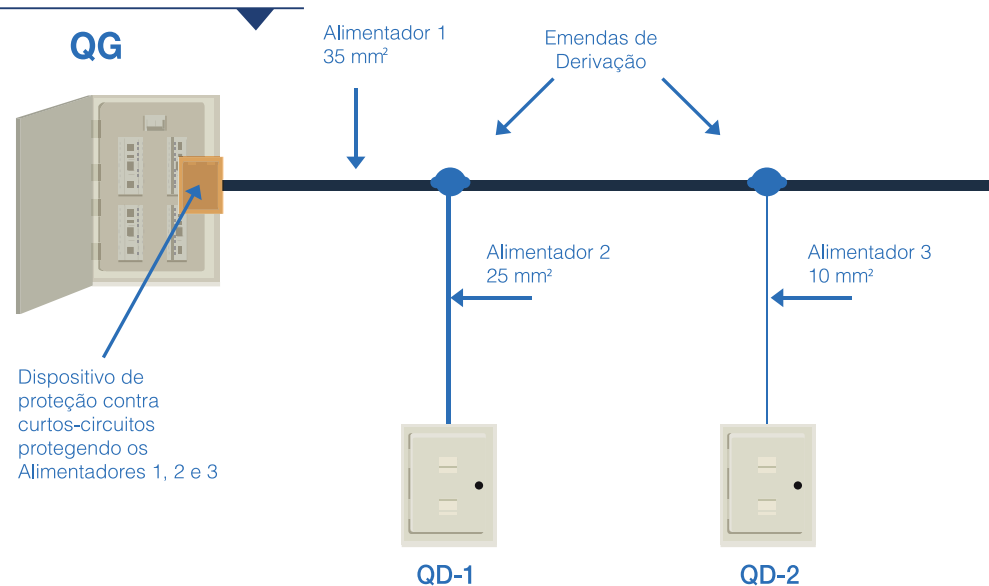 QG
Alimentador 1
35 mm²
Emendas de
Derivação
Alimentador 2
25 mm²
Alimentador 3
10 mm²
Dispositivo de
proteção contra
curtos-circuitos
protegendo os
Alimentadores 1, 2 e 3
QD-1
QD-2